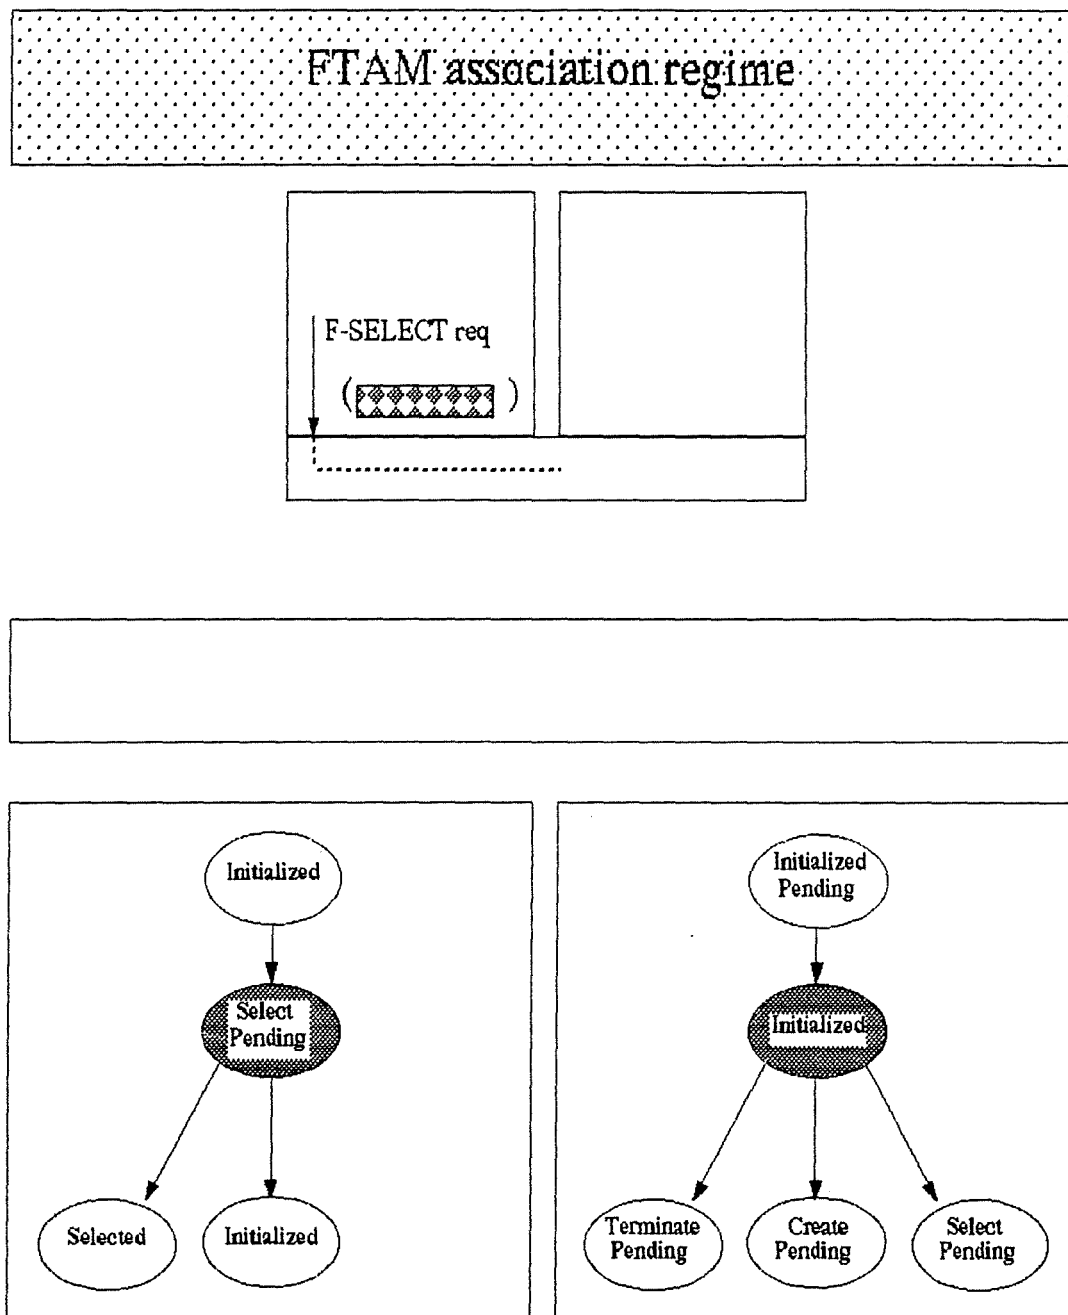 FTAM association regime
F-SELECT req
( )
Initialized
Select
Pending
Selected
Initialized
Initialized
Pending
Initialized
Terminate
Pending
Create
Pending
Select
Pending